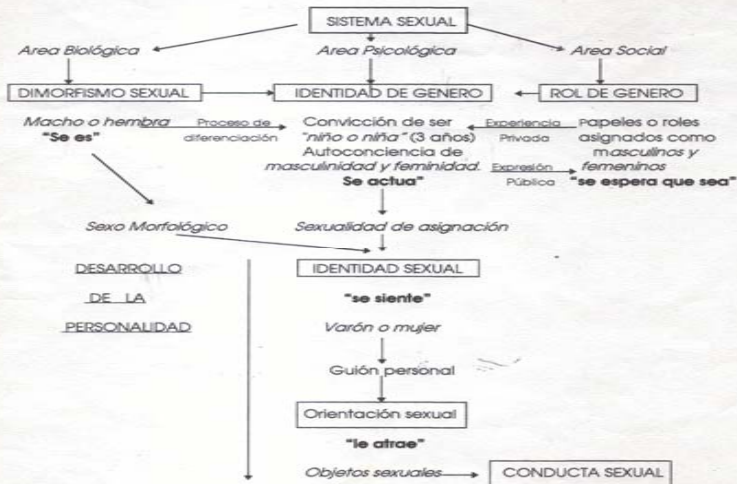 SISTEMA SEXUAL
Area Biológica
Area Psicológica
Area Social
DIMORFISMO SEXUAL
IDENTIDAD DE GENERO
ROL DE GENERO
Macho o hembra
"Se es"
Proceso de
diferenciación
Convicción de ser
"niño o niña" (3 años)
Autoconciencia de
masculinidad y feminidad.
Se actua"
Experiencia
Privada
Expresión
Pública
Papeles o roles
asignados como
masculinos y
femeninos
"se espera que sea"
Sexo Morfológico
Sexualidad de asignación
DESARROLLO
DE LA
PERSONALIDAD
IDENTIDAD SEXUAL
"se siente"
Varón o mujer
Guión personal
Orientación sexual
"le atrae"
Objetos sexuales
CONDUCTA SEXUAL